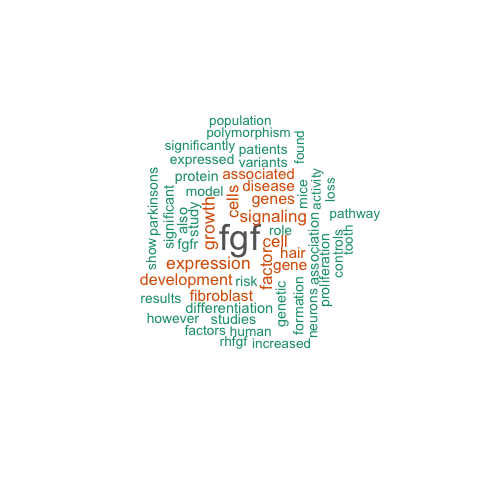 population
polymorphism
significantly
patients
found
expressed
variants
protein
associated
parkinsons
model
disease
mice
activity
loss
significant
also
study
growth
cells
genes
signaling
pathway
show
fgfr
fgf
role
cell
factor
hair
gene
association
proliferation
controls
tooth
expression
development
risk
genetic
formation
neurons
results
fibroblast
differentiation
however
studies
factors
human
rhfgf
increased